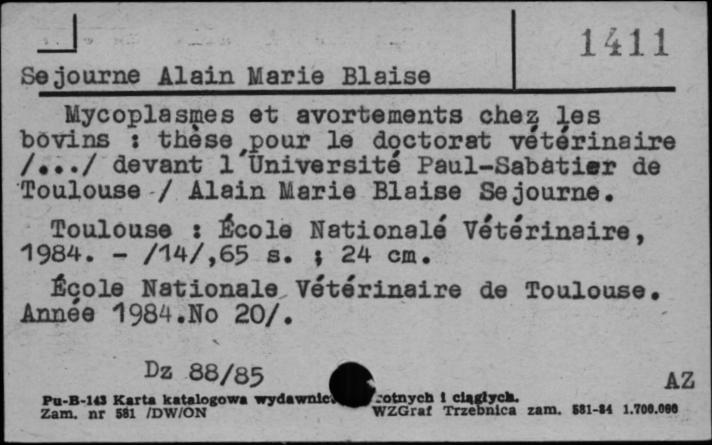 1411
Sejourne Alain Marie Blaise
Mycoplasmes et avortements chez les
bovins : thèse pour le doctorat vétérinaire
/.../ devant l'Université Paul-Sabatier de
Toulouse / Alain Marie Blaise Sejourne.
Toulouse : École Nationalé Vétérinaire,
1984. - /14/,65 s. ; 24 cm.
École Nationale Vétérinaire de Toulouse.
Année 1984.No 20/.
Dz 88/85
AZ
Pu-B-143 Karta katalogowa ciągłych.
Zam. nr 581 /DW/ON WZGraf Trzebnica zam. 581-84 1.700.000